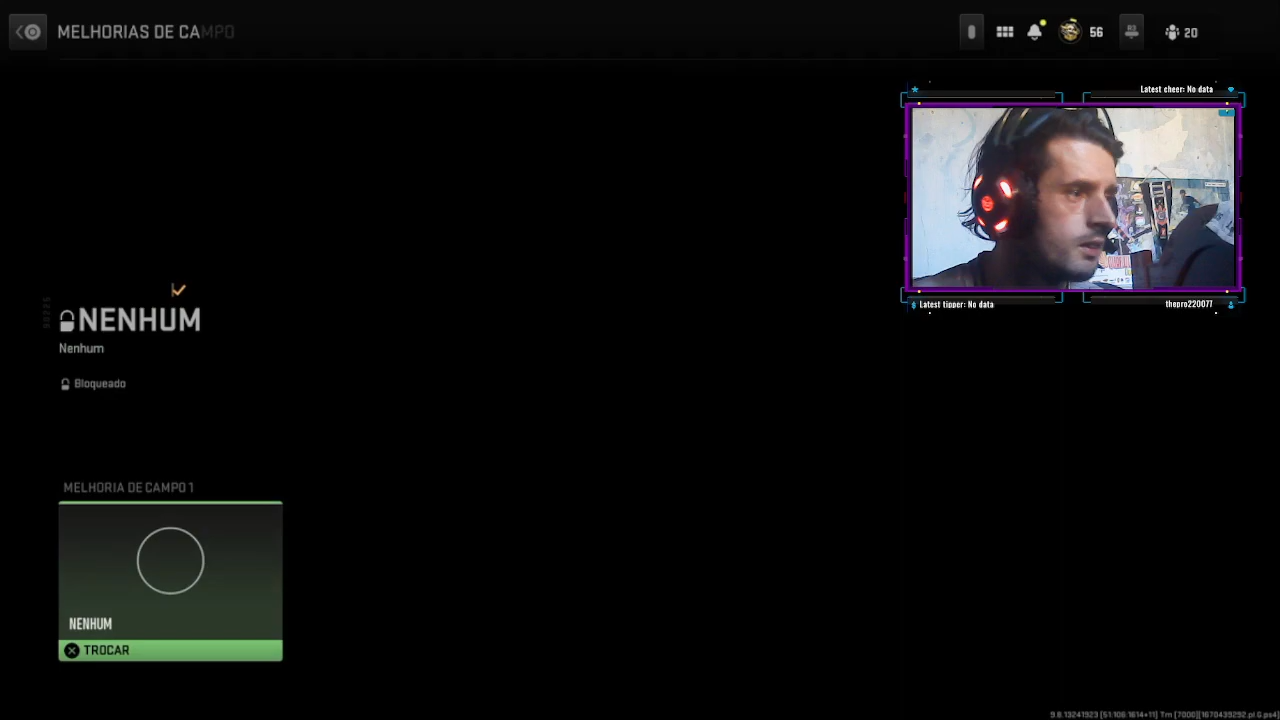 MELHORIAS DE CAMPO
56
R3
20
Latest cheer: No data
Latest tipper: No data
thepro220077
NENHUM
Nenhum
Bloqueado
MELHORIA DE CAMPO 1
NENHUM
TROCAR